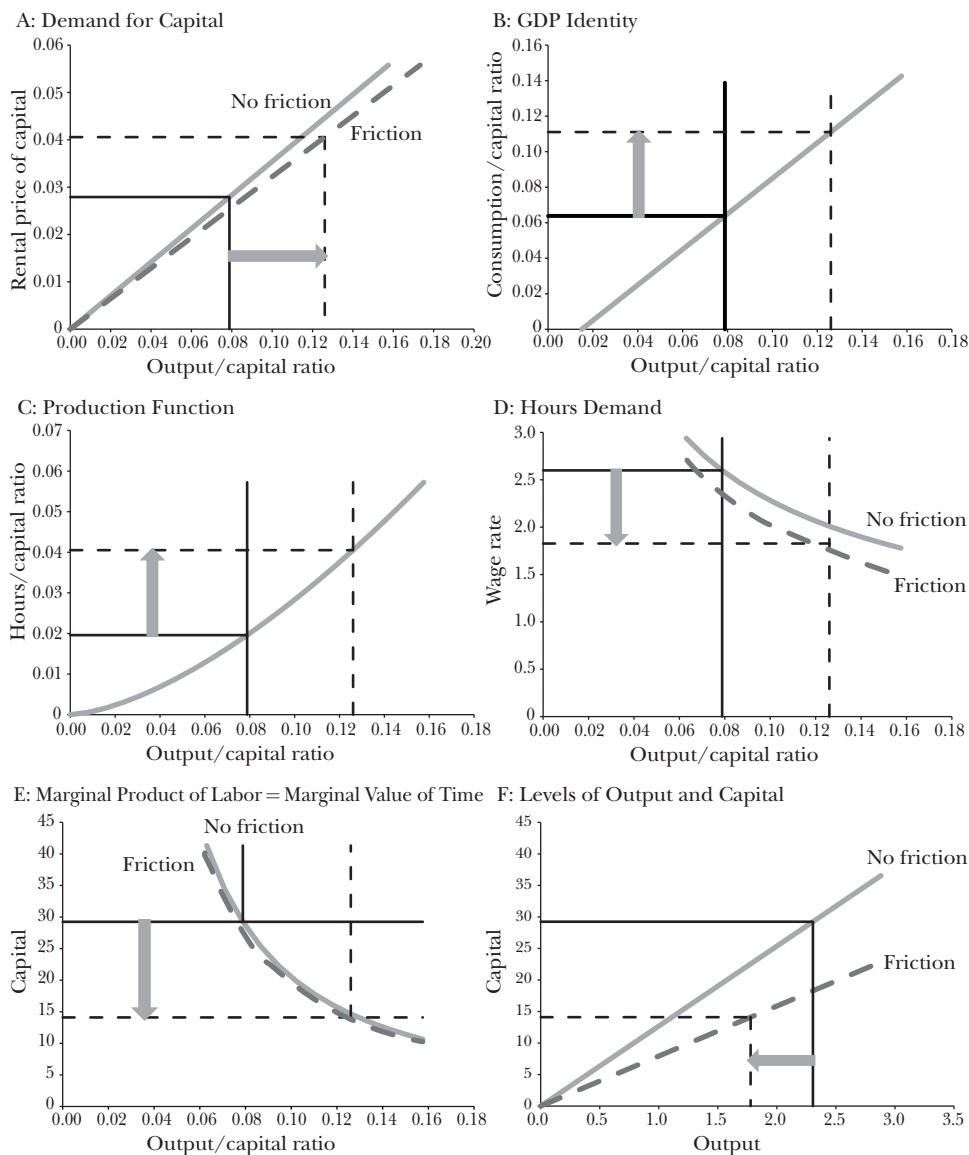 A: Demand for Capital
Rental price of capital
0.06
0.05
0.04
0.03
0.02
0.01
0
No friction
Friction
0.00 0.02 0.04 0.06 0.08 0.10 0.12 0.14 0.16 0.18 0.20
Output/capital ratio
B: GDP Identity
Consumption/capital ratio
0.16
0.14
0.12
0.10
0.08
0.06
0.04
0.02
0
0.00 0.02 0.04 0.06 0.08 0.10 0.12 0.14 0.16 0.18
Output/capital ratio
C: Production Function
Hours/capital ratio
0.07
0.06
0.05
0.04
0.03
0.02
0.01
0
0.00 0.02 0.04 0.06 0.08 0.10 0.12 0.14 0.16 0.18
Output/capital ratio
D: Hours Demand
Wage rate
3.0
2.5
2.0
1.5
1.0
0.5
0
No friction
Friction
0.00 0.02 0.04 0.06 0.08 0.10 0.12 0.14 0.16 0.18
Output/capital ratio
E: Marginal Product of Labor = Marginal Value of Time
Capital
45
40
35
30
25
20
15
10
5
0
No friction
Friction
0.00 0.02 0.04 0.06 0.08 0.10 0.12 0.14 0.16 0.18
Output/capital ratio
F: Levels of Output and Capital
Capital
45
40
35
30
25
20
15
10
5
0
No friction
Friction
0.0 0.5 1.0 1.5 2.0 2.5 3.0 3.5
Output